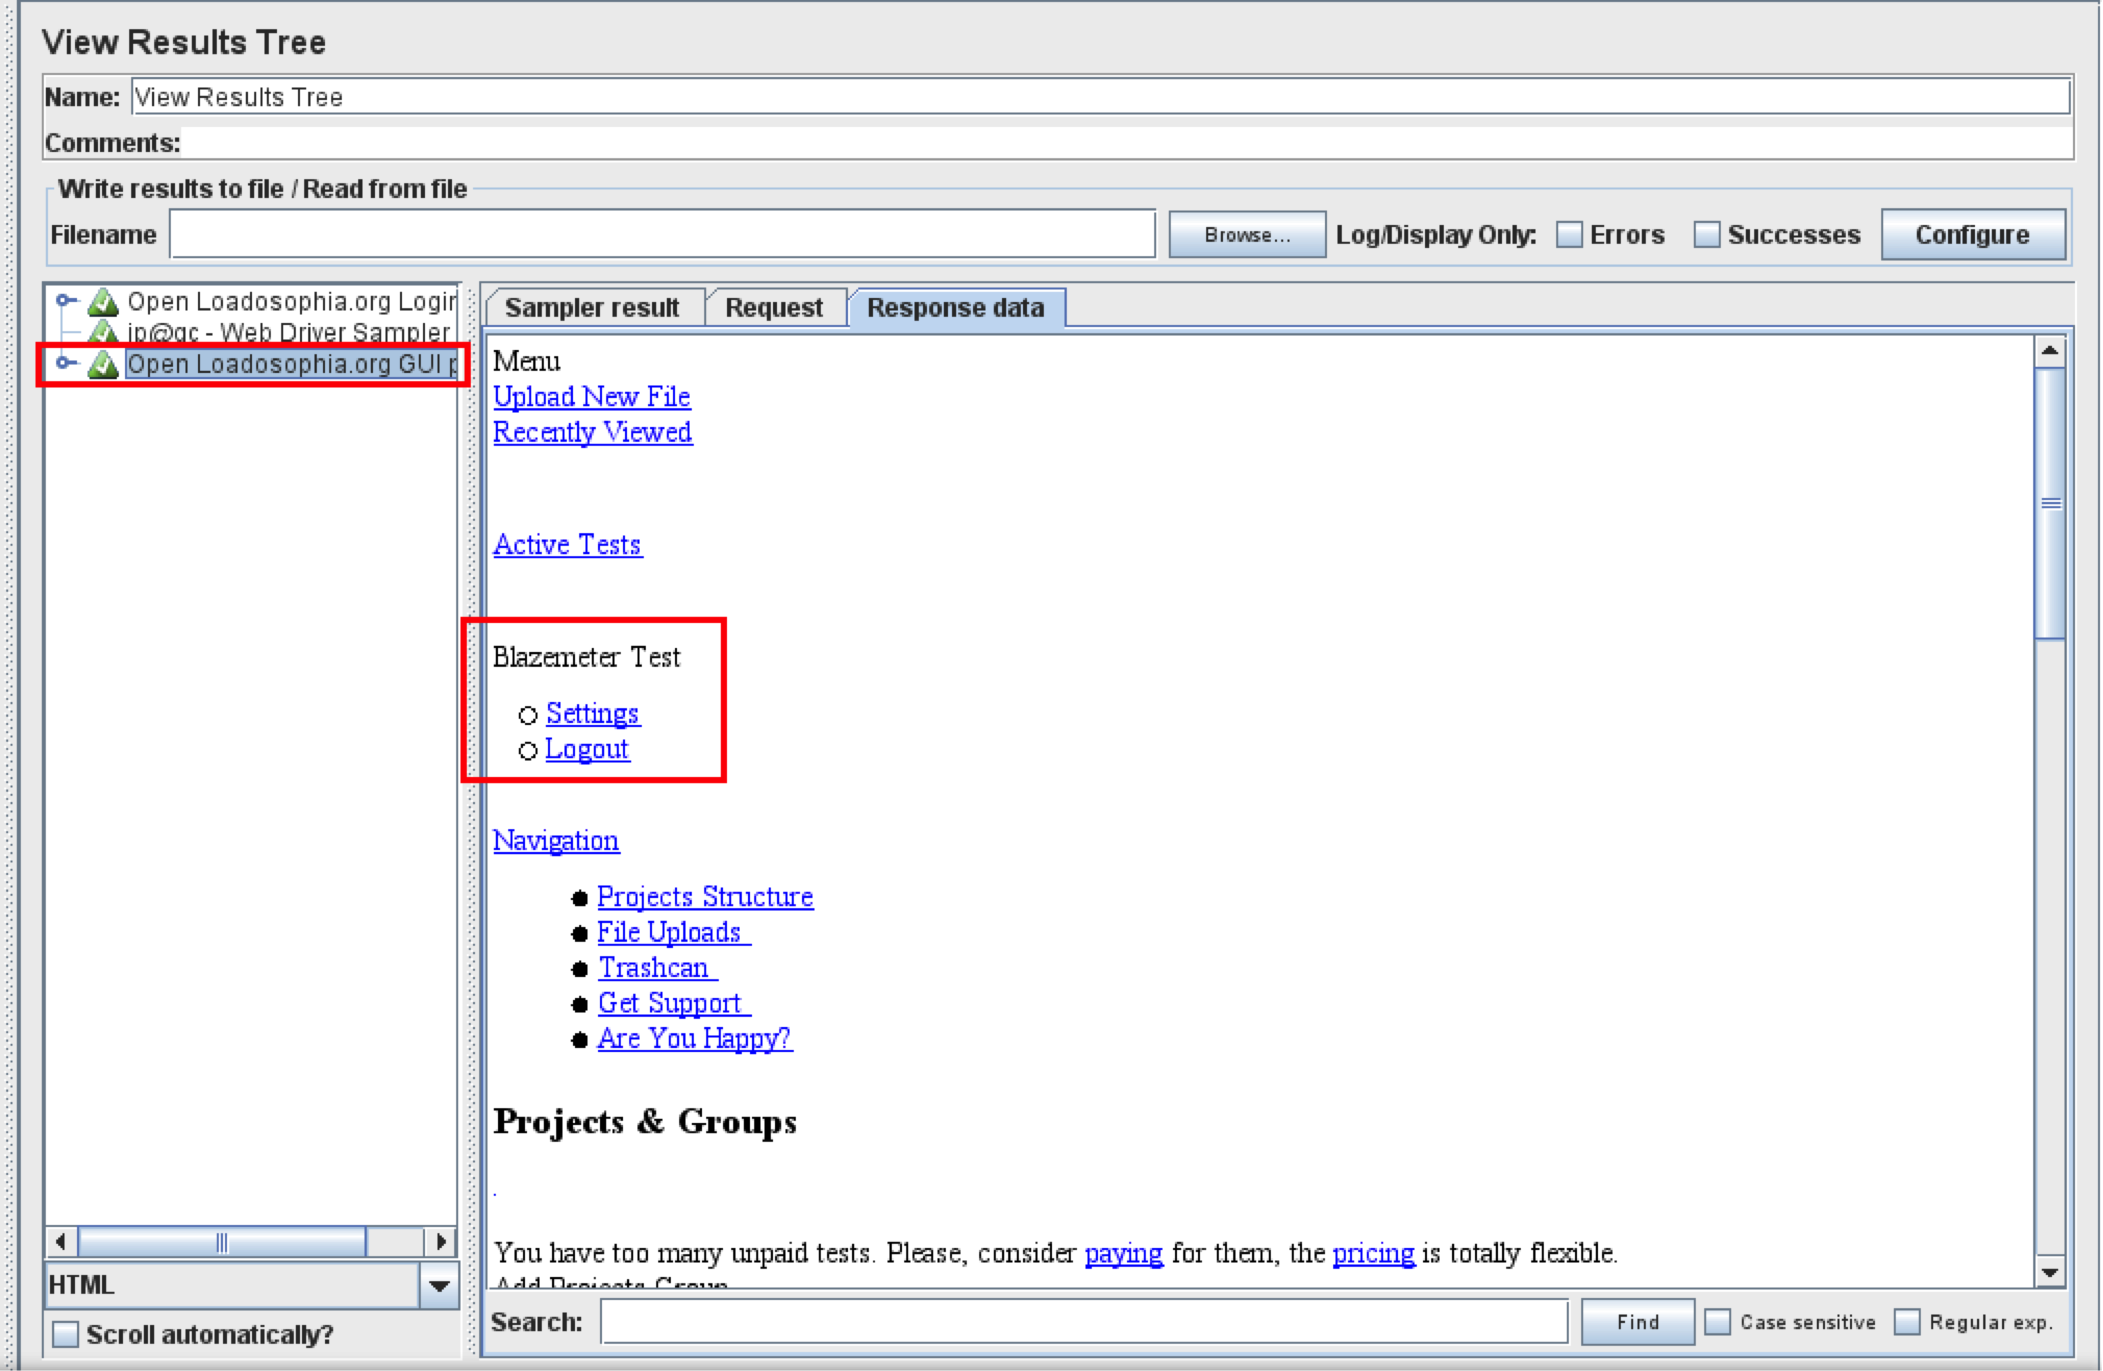 View Results Tree
Name: View Results Tree
Comments:
Write results to file / Read from file
Filename Browse... Log/Display Only: Errors Successes Configure
Open Loadosophia.org Login
jp@gc - Web Driver Sampler
Open Loadosophia.org GUI p
HTML
Scroll automatically?
Sampler result Request Response data
Menu
Upload New File
Recently Viewed
Active Tests
Blazemeter Test
Settings
Logout
Navigation
Projects Structure
File Uploads
Trashcan
Get Support
Are You Happy?
Projects & Groups
You have too many unpaid tests. Please, consider paying for them, the pricing is totally flexible.
Add Projects Group
Search: Find Case sensitive Regular exp.